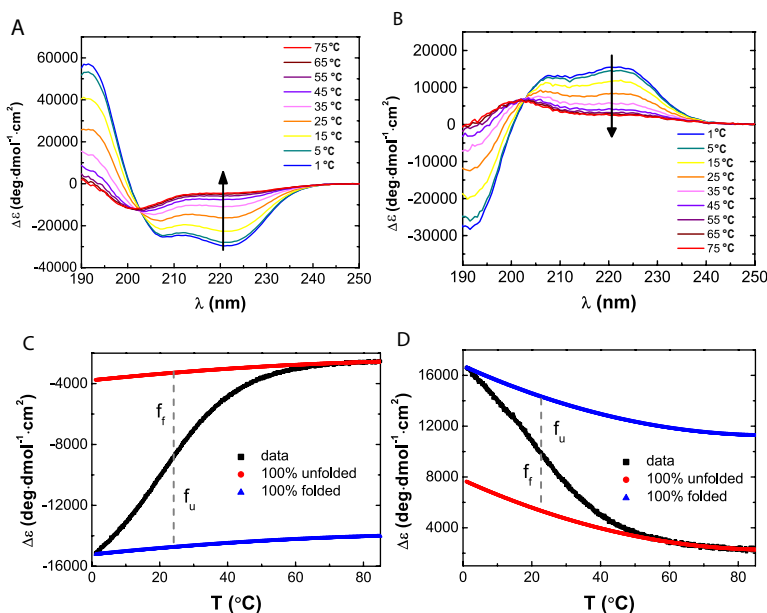 A
60000
40000
20000
0
-20000
-40000
Δε (deg·dmol⁻¹·cm²)
75°C
65°C
55°C
45°C
35°C
25°C
15°C
5°C
1°C
190 200 210 220 230 240 250
λ (nm)
B
20000
10000
0
-10000
-20000
-30000
Δε (deg·dmol⁻¹·cm²)
1°C
5°C
15°C
25°C
35°C
45°C
55°C
65°C
75°C
190 200 210 220 230 240 250
λ (nm)
C
-4000
-8000
-12000
-16000
Δε (deg·dmol⁻¹·cm²)
f_f
f_u
data
100% unfolded
100% folded
0 20 40 60 80
T (°C)
D
16000
12000
8000
4000
Δε (deg·dmol⁻¹·cm²)
f_u
f_f
data
100% unfolded
100% folded
0 20 40 60 80
T (°C)